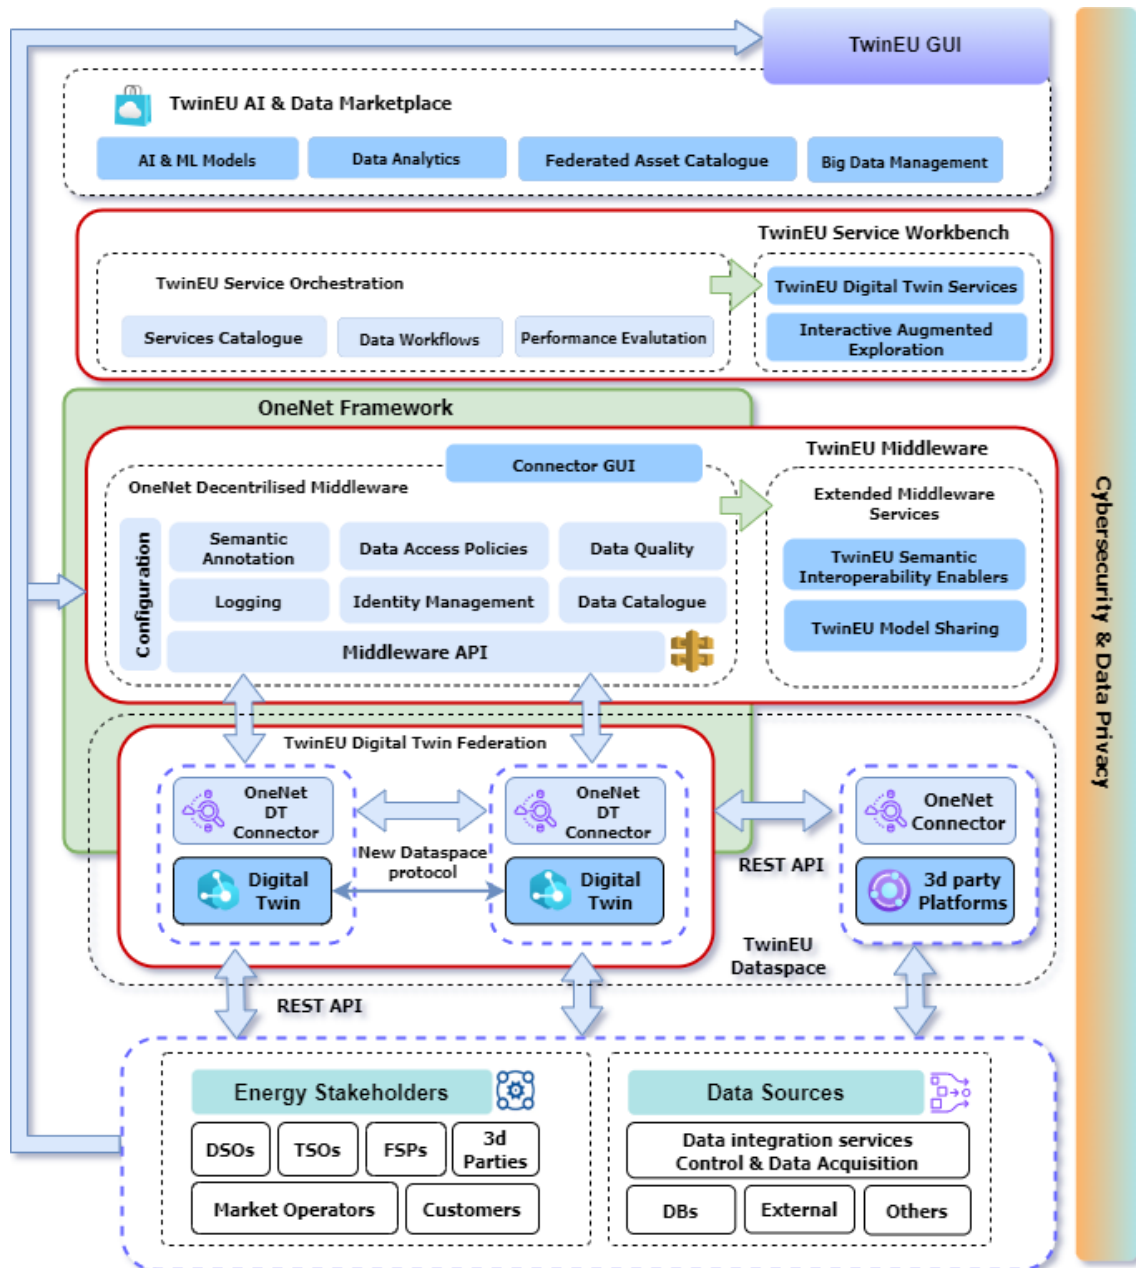 TwinEU GUI
TwinEU AI & Data Marketplace
AI & ML Models
Data Analytics
Federated Asset Catalogue
Big Data Management
TwinEU Service Workbench
TwinEU Service Orchestration
Services Catalogue
Data Workflows
Performance Evalutation
TwinEU Digital Twin Services
Interactive Augmented
Exploration
OneNet Framework
TwinEU Middleware
Connector GUI
OneNet Decentrilised Middleware
Configuration
Semantic
Annotation
Data Access Policies
Data Quality
Logging
Identity Management
Data Catalogue
Middleware API
Extended Middleware
Services
TwinEU Semantic
Interoperability Enablers
TwinEU Model Sharing
TwinEU Digital Twin Federation
OneNet
DT
Connector
OneNet
DT
Connector
New Dataspace
protocol
Digital
Twin
Digital
Twin
REST API
OneNet
Connector
3d party
Platforms
TwinEU
Dataspace
REST API
Energy Stakeholders
DSOs
TSOs
FSPs
3d
Parties
Market Operators
Customers
Data Sources
Data integration services
Control & Data Acquisition
DBs
External
Others
Cybersecurity & Data Privacy